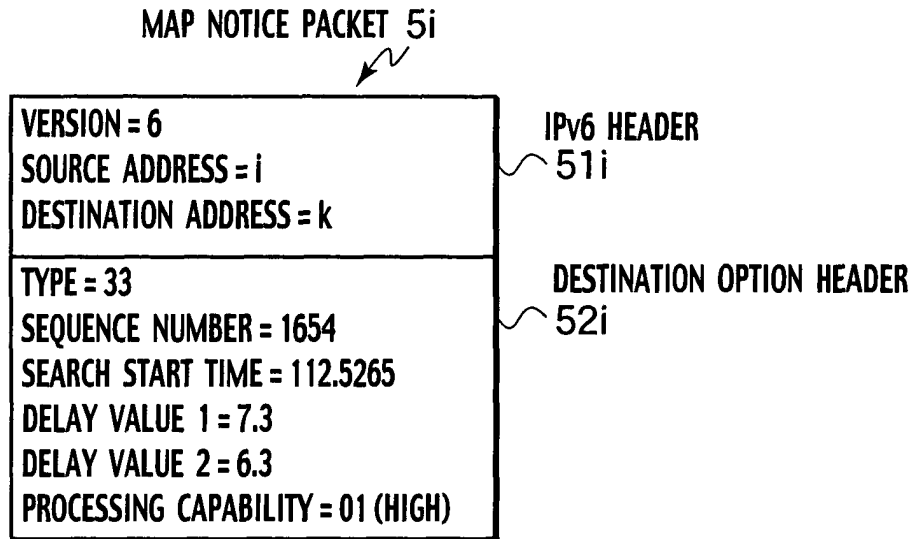 MAP NOTICE PACKET 5i
VERSION = 6
SOURCE ADDRESS = i
DESTINATION ADDRESS = k
IPv6 HEADER
51i
TYPE = 33
SEQUENCE NUMBER = 1654
SEARCH START TIME = 112.5265
DELAY VALUE 1 = 7.3
DELAY VALUE 2 = 6.3
PROCESSING CAPABILITY = 01 (HIGH)
DESTINATION OPTION HEADER
52i